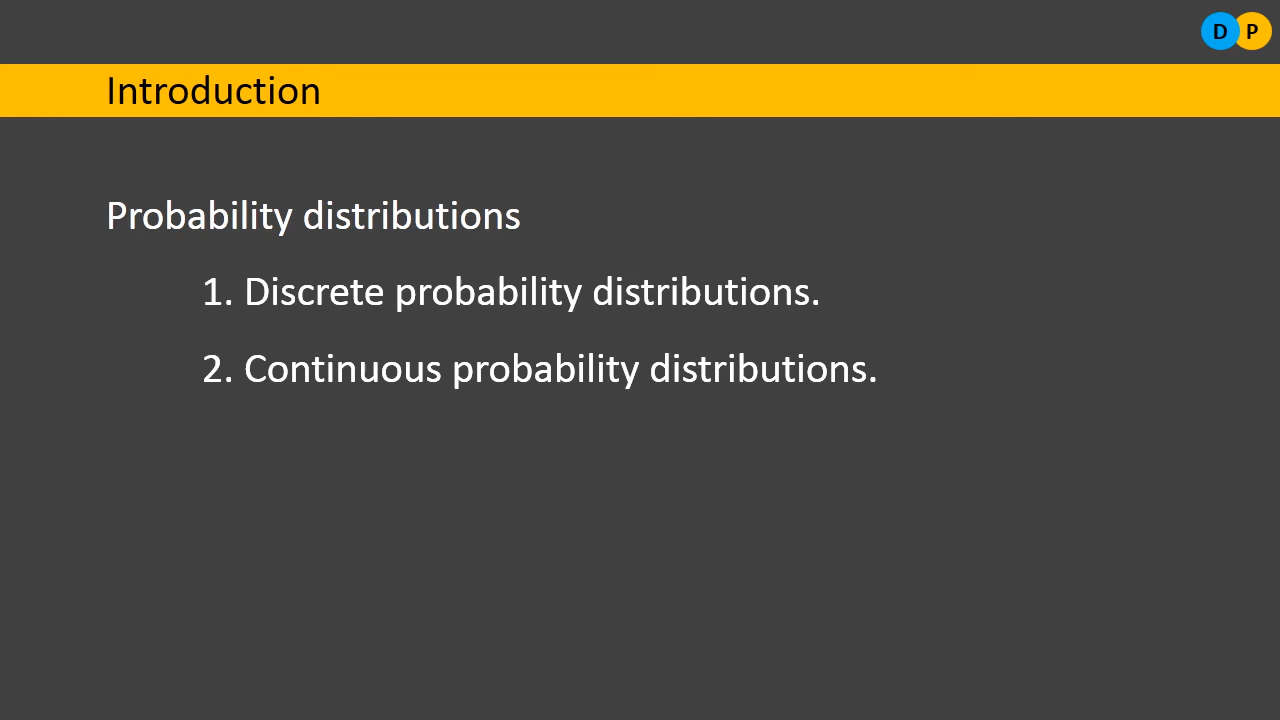 D P
Introduction
Probability distributions
1. Discrete probability distributions.
2. Continuous probability distributions.